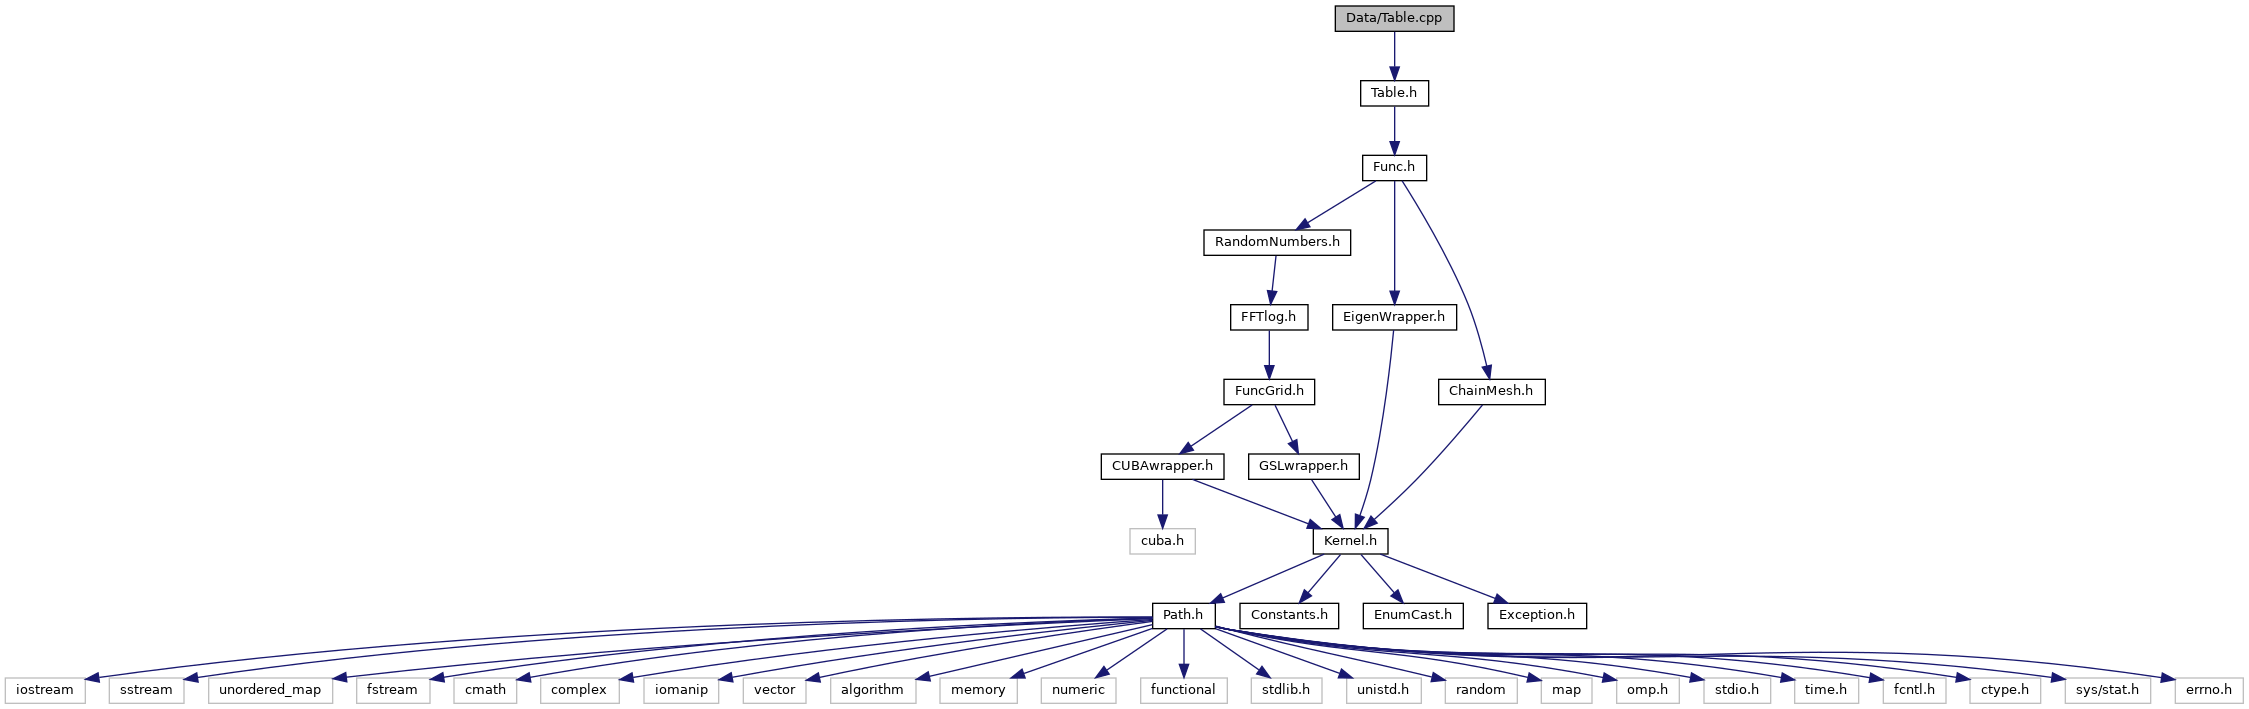 Data/Table.cpp
Table.h
Func.h
RandomNumbers.h
FFTlog.h
EigenWrapper.h
FuncGrid.h
ChainMesh.h
CUBAwrapper.h
GSLwrapper.h
cuba.h
Kernel.h
Path.h
Constants.h
EnumCast.h
Exception.h
iostream
sstream
unordered_map
fstream
cmath
complex
iomanip
vector
algorithm
memory
numeric
functional
stdlib.h
unistd.h
random
map
omp.h
stdio.h
time.h
fcntl.h
ctype.h
sys/stat.h
errno.h